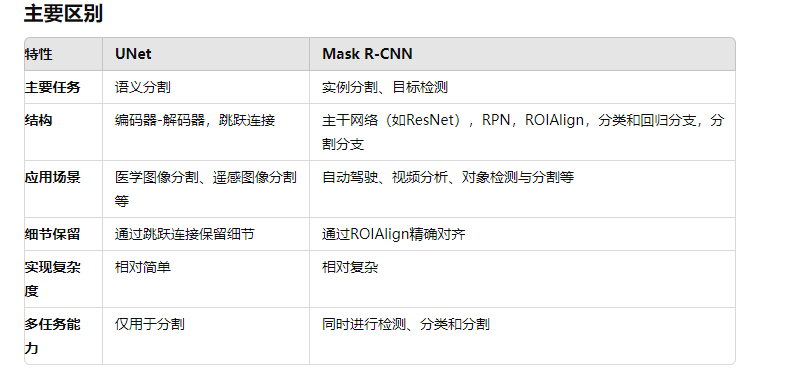 主要区别
特性 UNet Mask R-CNN
主要任务 语义分割 实例分割、目标检测
结构 编码器-解码器，跳跃连接 主干网络（如ResNet），RPN，ROIAlign，分类和回归分支，分
割分支
应用场景 医学图像分割、遥感图像分割 自动驾驶、视频分析、对象检测与分割等
等
细节保留 通过跳跃连接保留细节 通过ROIAlign精确对齐
实现复杂 相对简单 相对复杂
度
多任务能 仅用于分割 同时进行检测、分类和分割
力